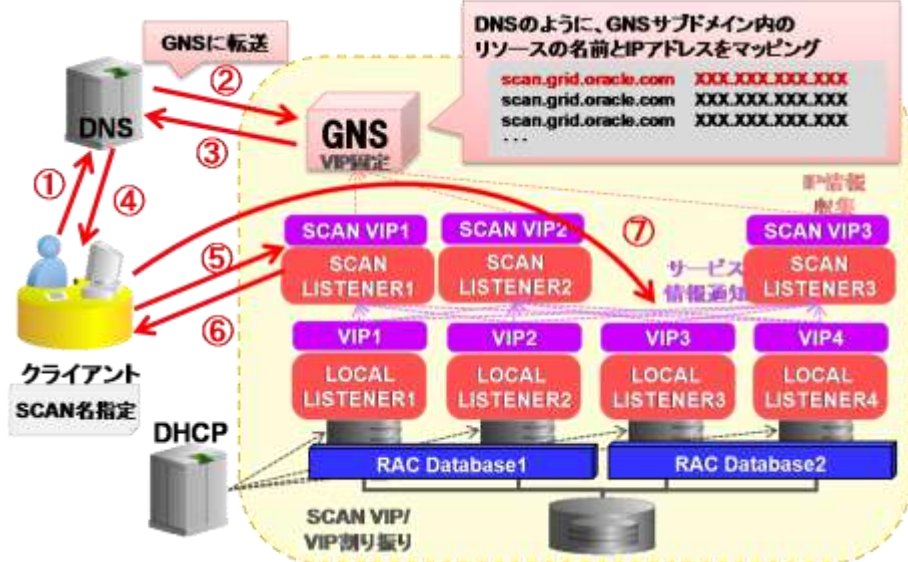 DNSのように、GNSサブドメイン内の
リソースの名前とIPアドレスをマッピング
scan.grid.oracle.com XXX.XXX.XXX.XXX
scan.grid.oracle.com XXX.XXX.XXX.XXX
scan.grid.oracle.com XXX.XXX.XXX.XXX
...
GNSに転送
②
DNS
GNS
VIP固定
③
①
④
IP情報
収集
SCAN VIP1
SCAN VIP2
⑦
SCAN VIP3
⑤
SCAN
LISTENER1
SCAN
LISTENER2
サービス
情報通知
SCAN
LISTENER3
⑥
VIP1
VIP2
VIP3
VIP4
クライアント
SCAN名指定
LOCAL
LISTENER1
LOCAL
LISTENER2
LOCAL
LISTENER3
LOCAL
LISTENER4
DHCP
RAC Database1
RAC Database2
SCAN VIP/
VIP割り振り